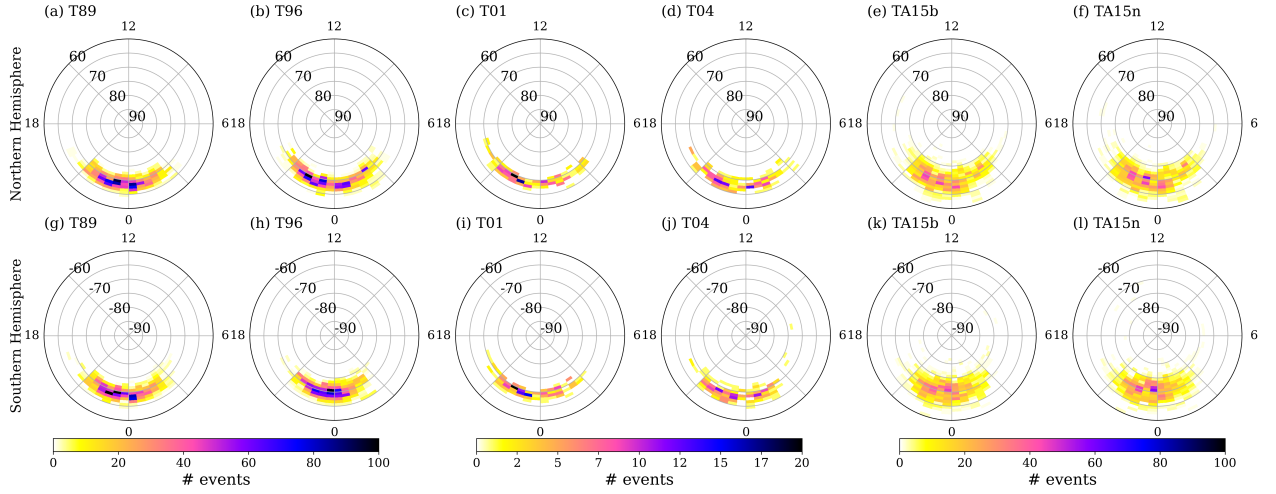 (a) T89 (b) T96 (c) T01 (d) T04 (e) TA15b (f) TA15n
12 12 12 12 12 12
Northern Hemisphere
60 60 60 60 60 60
70 70 70 70 70 70
80 80 80 80 80 80
90 90 90 90 90 90
18 618 618 618 618 618 6
0 0 0 0 0 0
(g) T89 (h) T96 (i) T01 (j) T04 (k) TA15b (l) TA15n
12 12 12 12 12 12
Southern Hemisphere
-60 -60 -60 -60 -60 -60
-70 -70 -70 -70 -70 -70
-80 -80 -80 -80 -80 -80
-90 -90 -90 -90 -90 -90
18 618 618 618 618 618 6
0 0 0 0 0 0
0 20 40 60 80 100 0 2 5 7 10 12 15 17 20 0 20 40 60 80 100
# events # events # events